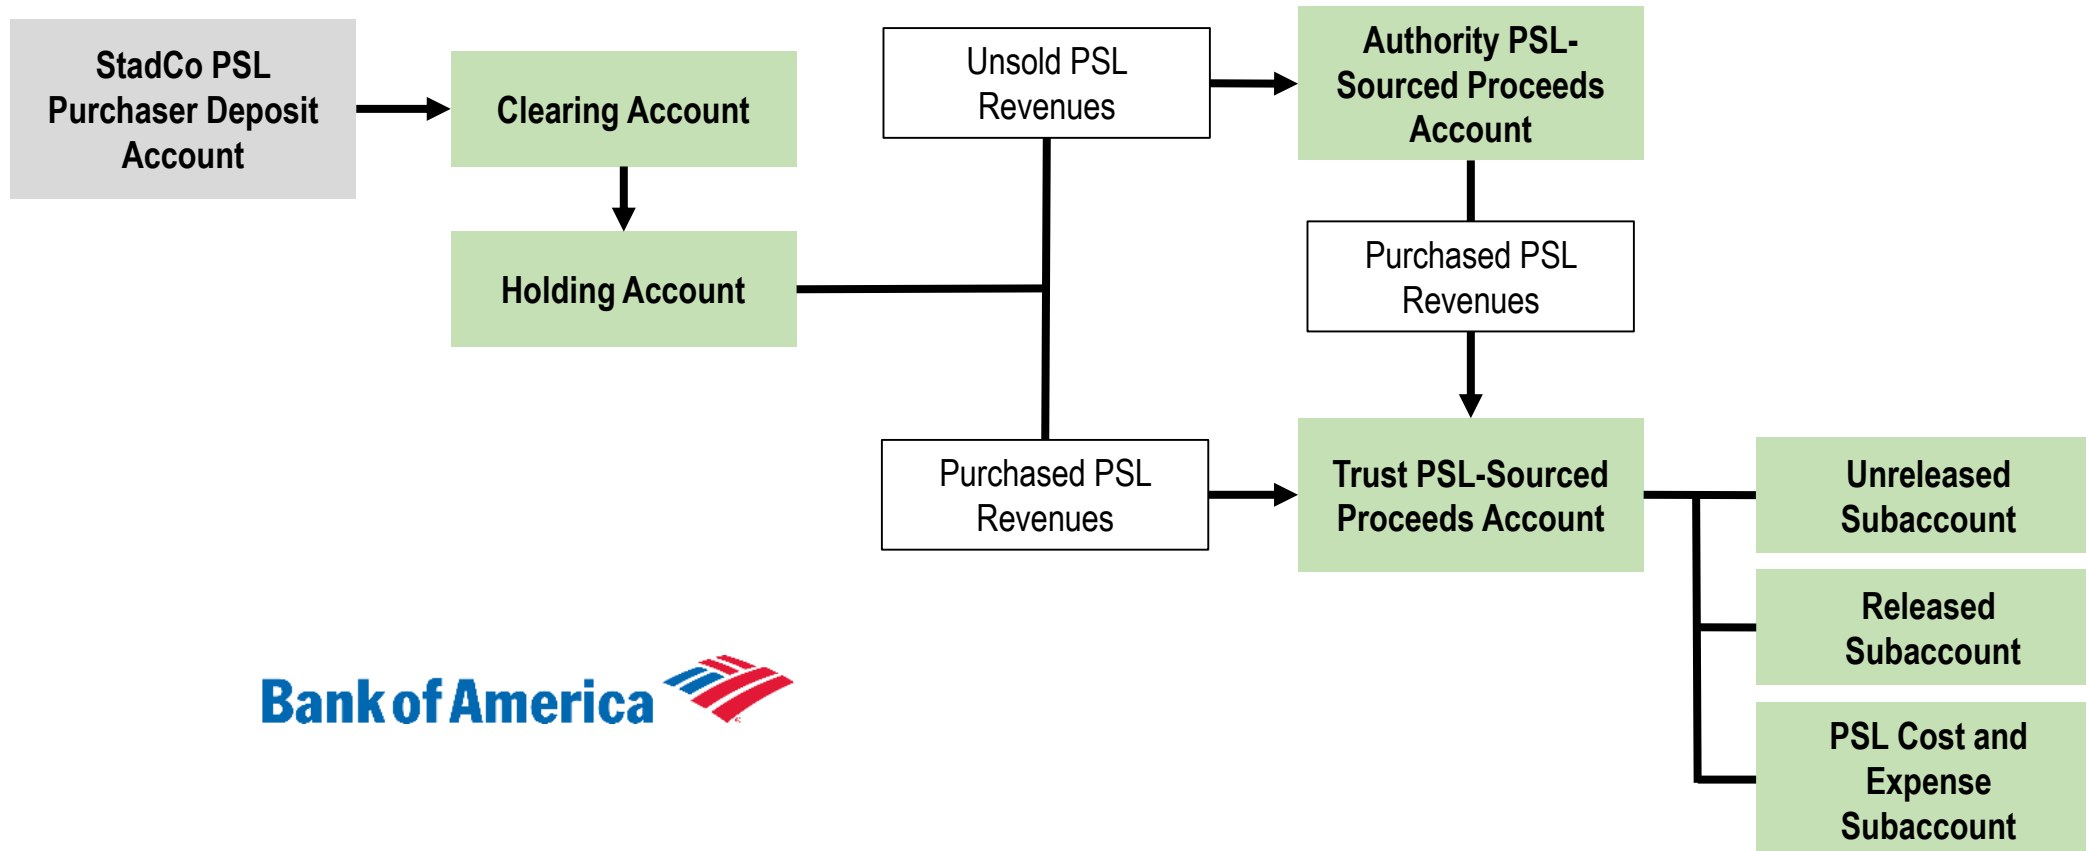 StadCo PSL
Purchaser Deposit
Account
Clearing Account
Holding Account
Unsold PSL
Revenues
Authority PSL-
Sourced Proceeds
Account
Purchased PSL
Revenues
Purchased PSL
Revenues
Trust PSL-Sourced
Proceeds Account
Unreleased
Subaccount
Released
Subaccount
PSL Cost and
Expense
Subaccount
Bank of America